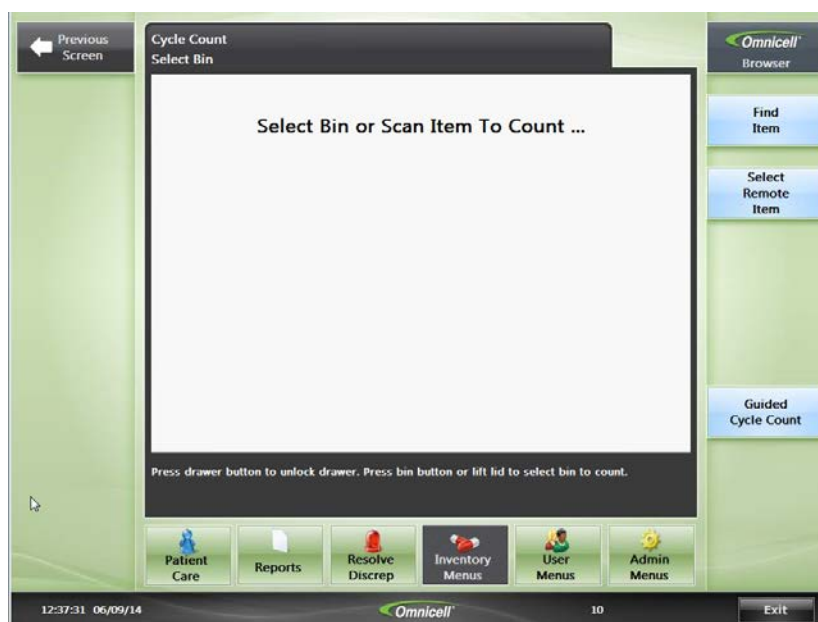 Previous
Screen
Cycle Count
Select Bin
Omnicell
Browser
Select Bin or Scan Item To Count ...
Find
Item
Select
Remote
Item
Guided
Cycle Count
Press drawer button to unlock drawer. Press bin button or lift lid to select bin to count.
Patient
Care
Reports
Resolve
Discrep
Inventory
Menus
User
Menus
Admin
Menus
12:37:31 06/09/14
Omnicell
10
Exit